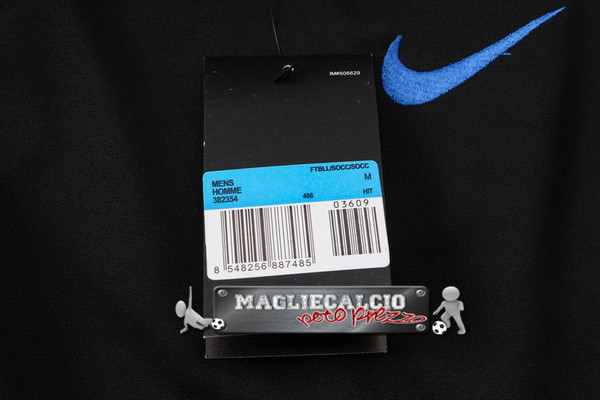 IM#606629
FTBLL/SOCC/SOCC
MENS M
HOMME
382354 486 HIT
03609
8 548256 887485
MAGLIECALCIO
poco prezzo